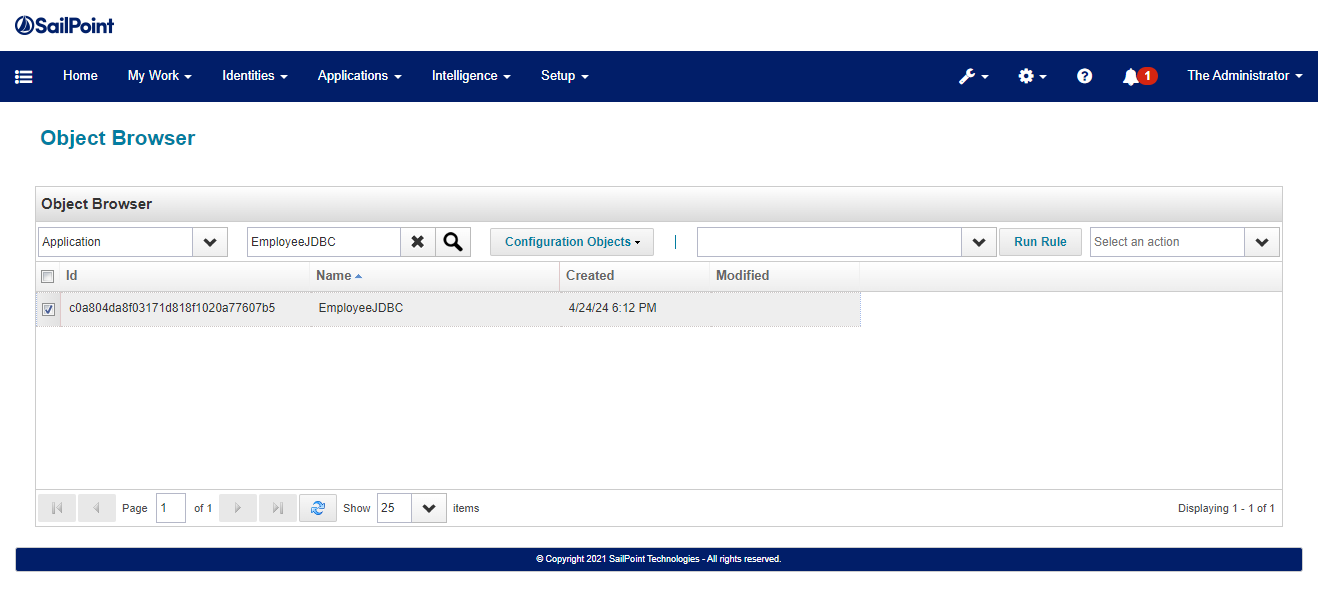 SailPoint
Home My Work Identities Applications Intelligence Setup 1 The Administrator
Object Browser
Object Browser
Application EmployeeJDBC Configuration Objects | Run Rule Select an action
Id Name Created Modified
c0a804da8f03171d818f1020a77607b5 EmployeeJDBC 4/24/24 6:12 PM
Page 1 of 1 Show 25 items Displaying 1 - 1 of 1
© Copyright 2021 SailPoint Technologies - All rights reserved.